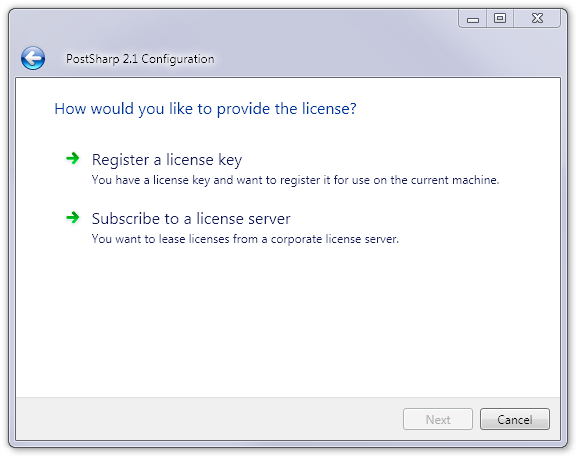 PostSharp 2.1 Configuration
How would you like to provide the license?
Register a license key
You have a license key and want to register it for use on the current machine.
Subscribe to a license server
You want to lease licenses from a corporate license server.
Next
Cancel